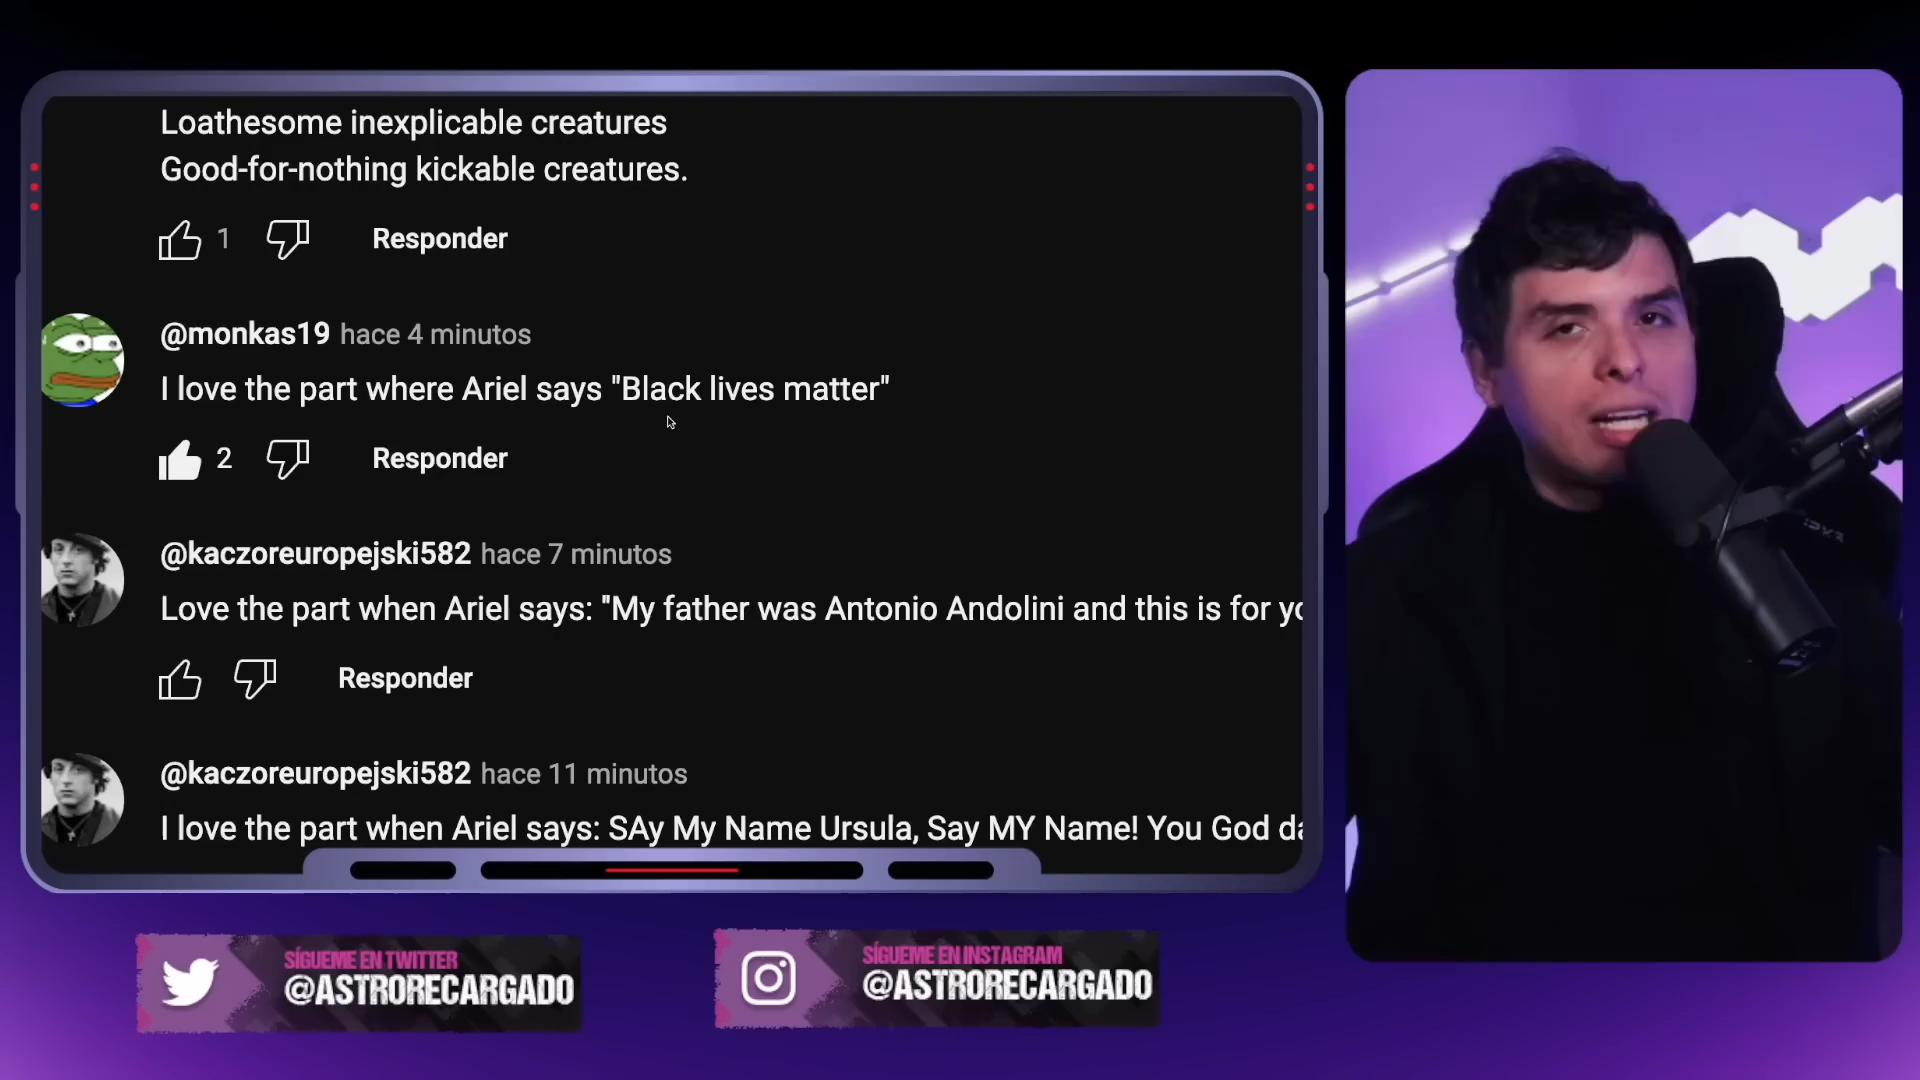 Loathesome inexplicable creatures
Good-for-nothing kickable creatures.
1 Responder
@monkas19 hace 4 minutos
I love the part where Ariel says "Black lives matter"
2 Responder
@kaczoreuropejski582 hace 7 minutos
Love the part when Ariel says: "My father was Antonio Andolini and this is for
Responder
@kaczoreuropejski582 hace 11 minutos
I love the part when Ariel says: SAy My Name Ursula, Say MY Name! You God
SÍGUEME EN TWITTER
@ASTRORECARGADO
SÍGUEME EN INSTAGRAM
@ASTRORECARGADO